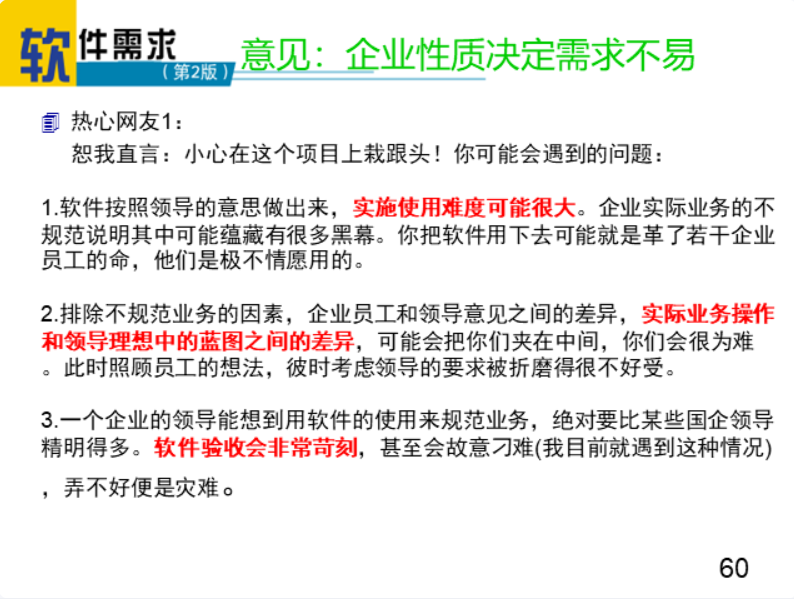 软件需求
（第2版）
意见：企业性质决定需求不易
热心网友1：
恕我直言：小心在这个项目上栽跟头！你可能会遇到的问题：
1.软件按照领导的意思做出来，实施使用难度可能很大。企业实际业务的不
规范说明其中可能蕴藏有很多黑幕。你把软件用下去可能就是革了若干企业
员工的命，他们是极不情愿用的。
2.排除不规范业务的因素，企业员工和领导意见之间的差异，实际业务操作
和领导理想中的蓝图之间的差异，可能会把你们夹在中间，你们会很为难
。此时照顾员工的想法，彼时考虑领导的要求被折磨得很不好受。
3.一个企业的领导能想到用软件的使用来规范业务，绝对要比某些国企领导
精明得多。软件验收会非常苛刻，甚至会故意刁难(我目前就遇到这种情况)
，弄不好便是灾难。
60